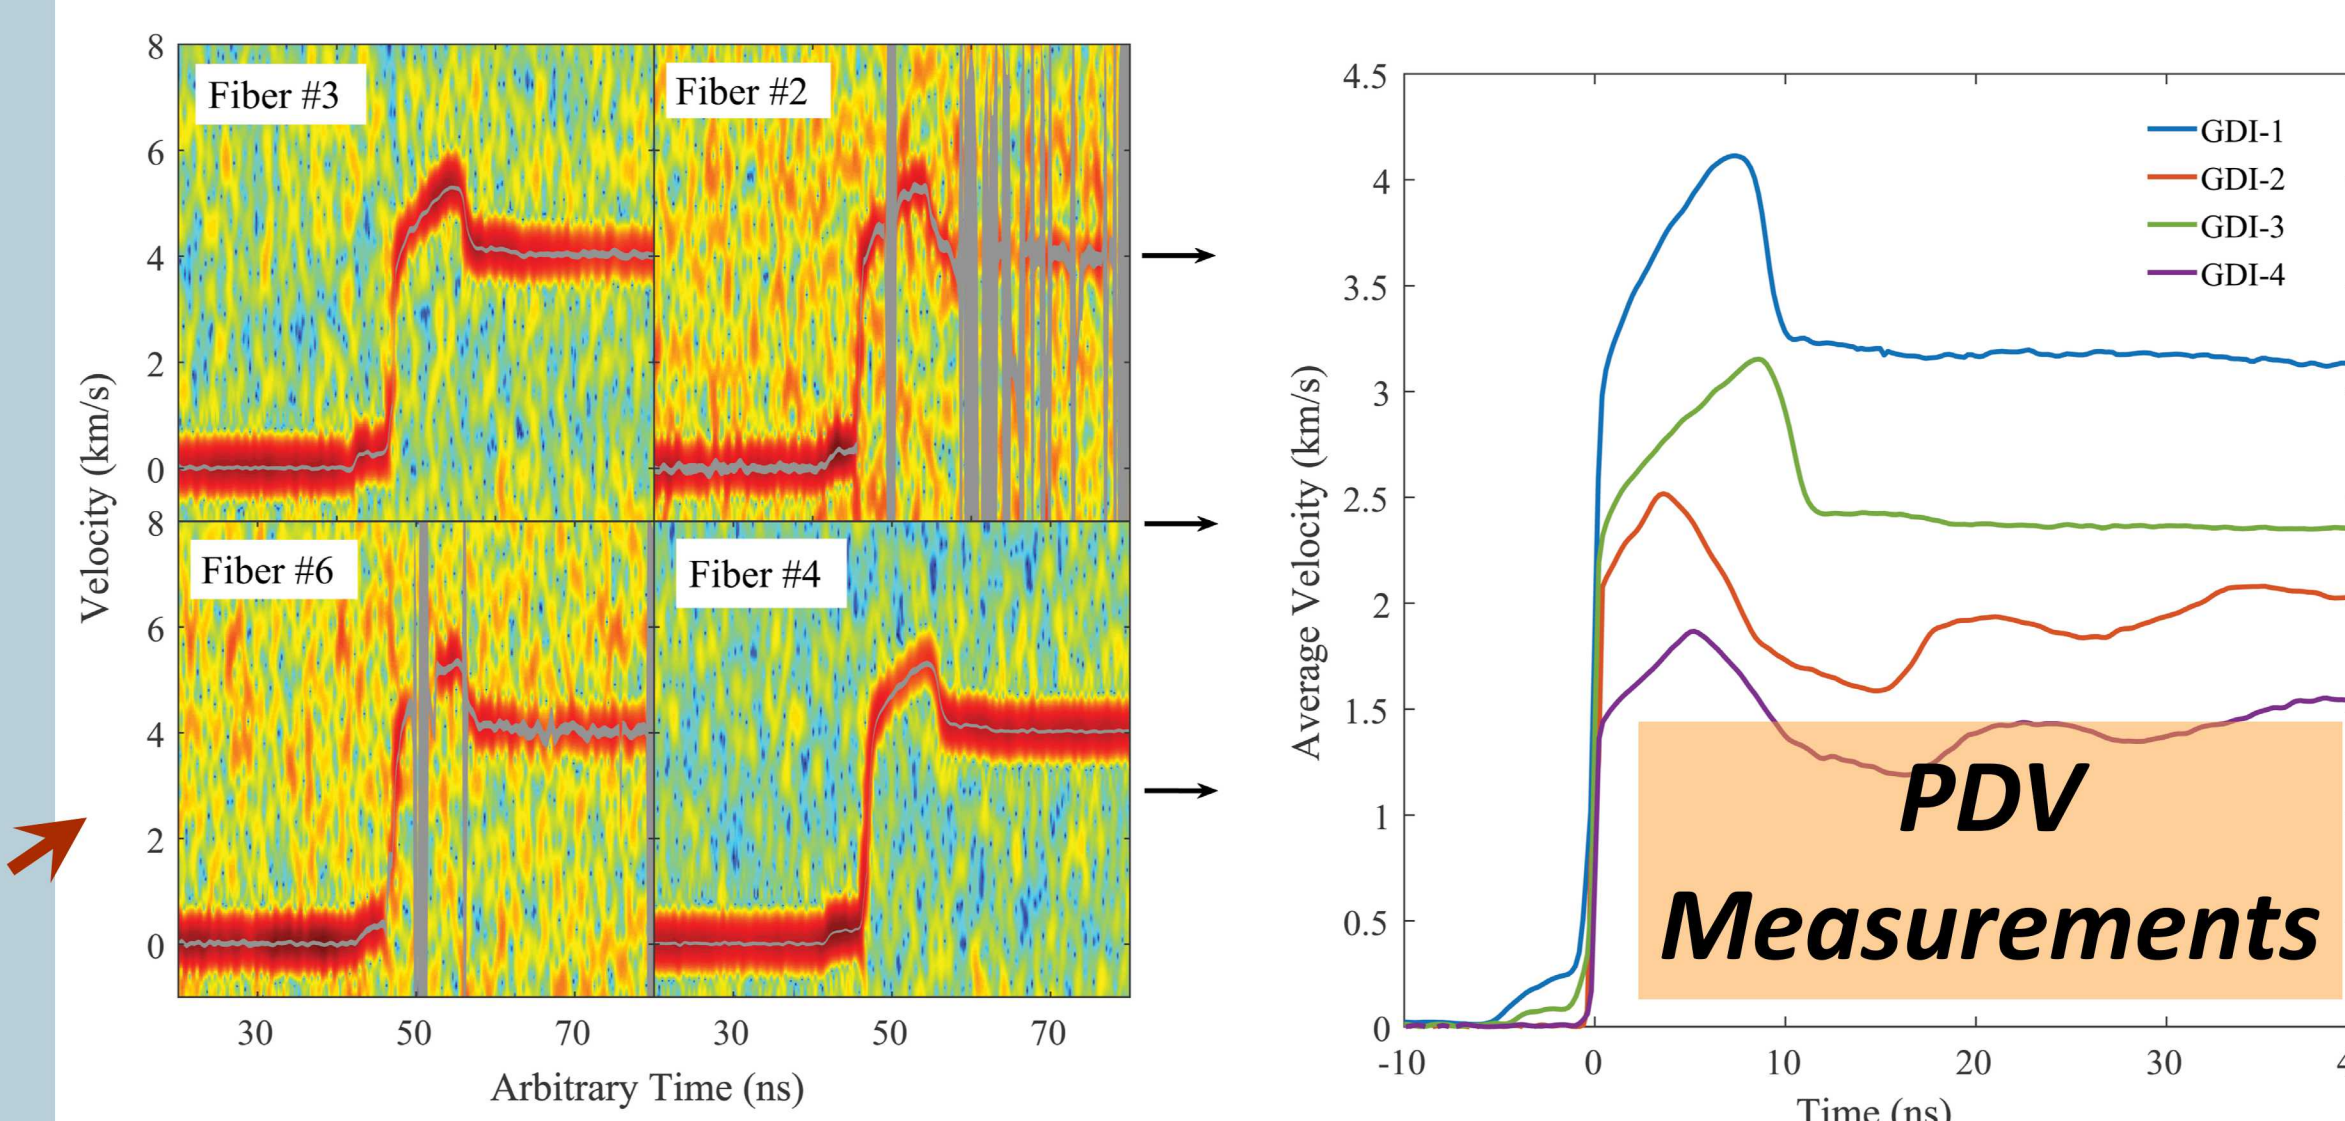 8
Fiber #3
Fiber #2
6
4
2
0
8
Fiber #6
Fiber #4
6
4
2
0
30
50
70
30
50
70
Velocity (km/s)
Arbitrary Time (ns)
4.5
4
3.5
3
2.5
2
1.5
1
0.5
0
-10
0
10
20
30
Average Velocity (km/s)
Time (ns)
GDI-1
GDI-2
GDI-3
GDI-4
PDV
Measurements